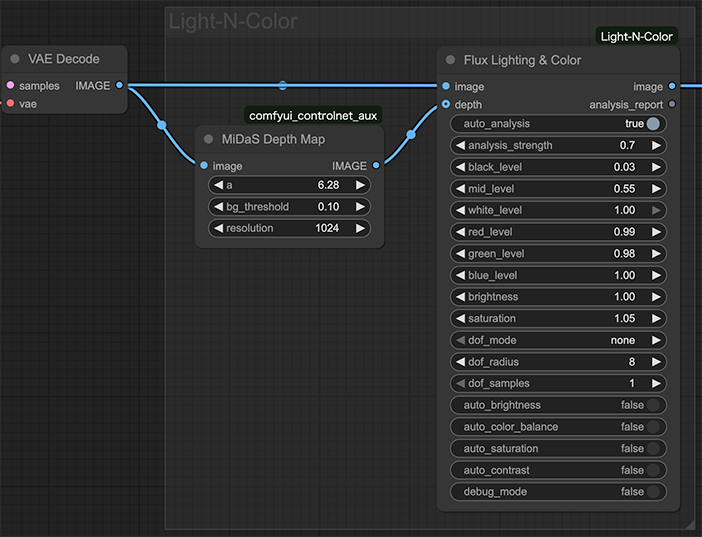 Light-N-Color
Light-N-Color
VAE Decode
samples IMAGE
vae
Flux Lighting & Color
image image
depth analysis_report
comfyui_controlnet_aux
MiDaS Depth Map
image IMAGE
a 6.28
bg_threshold 0.10
resolution 1024
auto_analysis true
analysis_strength 0.7
black_level 0.03
mid_level 0.55
white_level 1.00
red_level 0.99
green_level 0.98
blue_level 1.00
brightness 1.00
saturation 1.05
dof_mode none
dof_radius 8
dof_samples 1
auto_brightness false
auto_color_balance false
auto_saturation false
auto_contrast false
debug_mode false